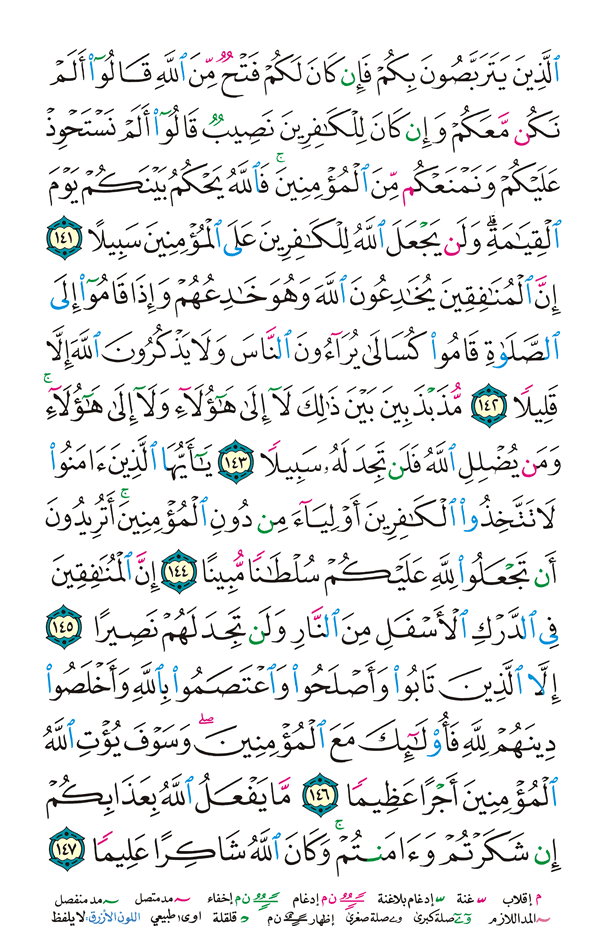 ٱلَّذِينَ يَتَرَبَّصُونَ بِكُمْ فَإِن كَانَ لَكُمْ فَتْحٌ مِّنَ ٱللَّهِ قَالُوٓا۟ أَلَمْ
نَكُن مَّعَكُمْ وَإِن كَانَ لِلْكَٰفِرِينَ نَصِيبٌ قَالُوٓا۟ أَلَمْ نَسْتَحْوِذْ
عَلَيْكُمْ وَنَمْنَعْكُم مِّنَ ٱلْمُؤْمِنِينَ ۚ فَٱللَّهُ يَحْكُمُ بَيْنَكُمْ يَوْمَ
ٱلْقِيَٰمَةِ ۗ وَلَن يَجْعَلَ ٱللَّهُ لِلْكَٰفِرِينَ عَلَى ٱلْمُؤْمِنِينَ سَبِيلًا ١٤١
إِنَّ ٱلْمُنَٰفِقِينَ يُخَٰدِعُونَ ٱللَّهَ وَهُوَ خَٰدِعُهُمْ وَإِذَا قَامُوٓا۟ إِلَى
ٱلصَّلَوٰةِ قَامُوا۟ كُسَالَىٰ يُرَآءُونَ ٱلنَّاسَ وَلَا يَذْكُرُونَ ٱللَّهَ إِلَّا
قَلِيلًا ١٤٢ مُّذَبْذَبِينَ بَيْنَ ذَٰلِكَ لَآ إِلَىٰ هَٰٓؤُلَآءِ وَلَآ إِلَىٰ هَٰٓؤُلَآءِ ۚ
وَمَن يُضْلِلِ ٱللَّهُ فَلَن تَجِدَ لَهُۥ سَبِيلًا ١٤٣ يَٰٓأَيُّهَا ٱلَّذِينَ ءَامَنُوا۟
لَا تَتَّخِذُوا۟ ٱلْكَٰفِرِينَ أَوْلِيَآءَ مِن دُونِ ٱلْمُؤْمِنِينَ ۚ أَتُرِيدُونَ
أَن تَجْعَلُوا۟ لِلَّهِ عَلَيْكُمْ سُلْطَٰنًا مُّبِينًا ١٤٤ إِنَّ ٱلْمُنَٰفِقِينَ
فِى ٱلدَّرْكِ ٱلْأَسْفَلِ مِنَ ٱلنَّارِ وَلَن تَجِدَ لَهُمْ نَصِيرًا ١٤٥
إِلَّا ٱلَّذِينَ تَابُوا۟ وَأَصْلَحُوا۟ وَٱعْتَصَمُوا۟ بِٱللَّهِ وَأَخْلَصُوا۟
دِينَهُمْ لِلَّهِ فَأُو۟لَٰٓئِكَ مَعَ ٱلْمُؤْمِنِينَ ۖ وَسَوْفَ يُؤْتِ ٱللَّهُ
ٱلْمُؤْمِنِينَ أَجْرًا عَظِيمًا ١٤٦ مَّا يَفْعَلُ ٱللَّهُ بِعَذَابِكُمْ
إِن شَكَرْتُمْ وَءَامَنتُمْ ۚ وَكَانَ ٱللَّهُ شَاكِرًا عَلِيمًا ١٤٧
م إقلاب غنة إدغام بلاغنة ن م إدغام ن م إخفاء مد متصل مد منفصل
المد اللازم صلة كبرى صلة صغرى إظهار ن م قلقلة اوى: طبيعي اللون الأزرق: لا يلفظ